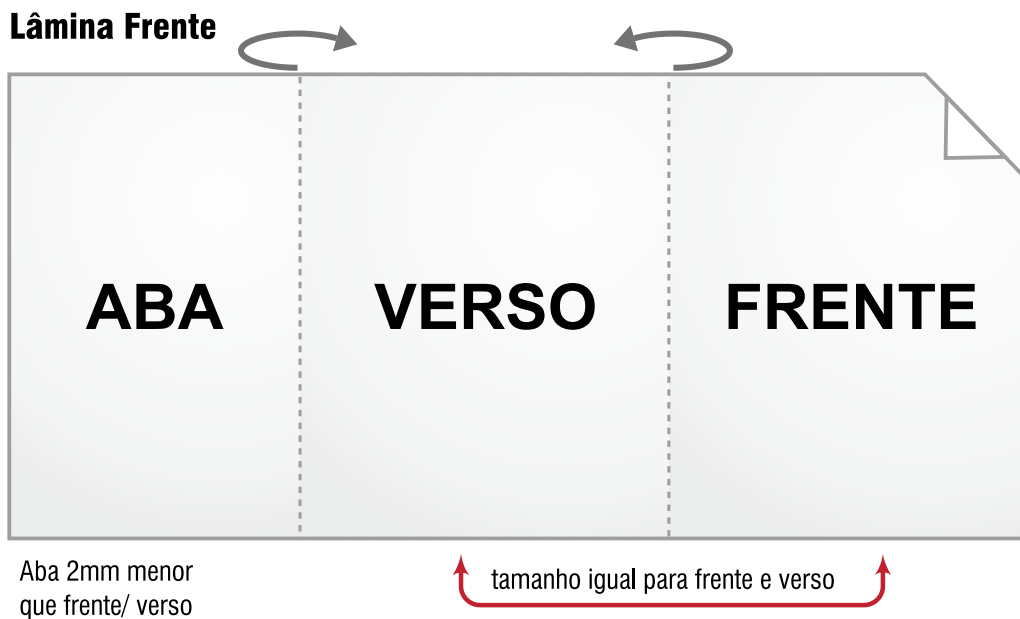 Lâmina Frente
ABA
VERSO
FRENTE
Aba 2mm menor
que frente/ verso
tamanho igual para frente e verso